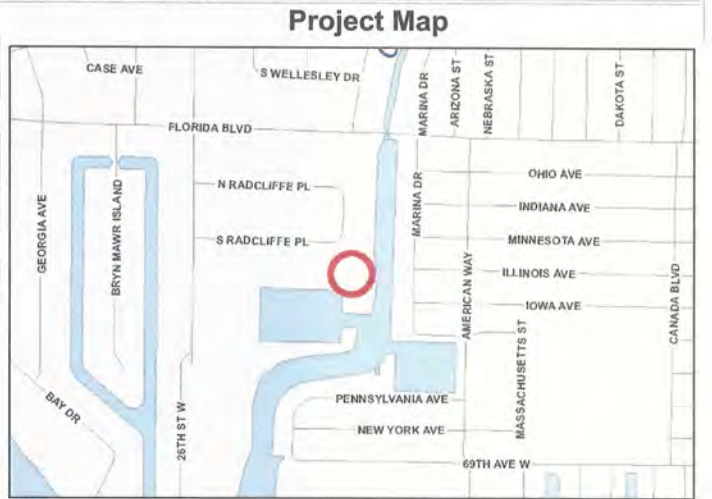 Project Map
CASE AVE
S WELLESLEY DR
MARINA DR
ARIZONA ST
NEBRASKA ST
DAKOTA ST
FLORIDA BLVD
GEORGIA AVE
BRYN MAWR ISLAND
N RADCLIFFE PL
S RADCLIFFE PL
MARINA DR
OHIO AVE
INDIANA AVE
MINNESOTA AVE
ILLINOIS AVE
IOWA AVE
AMERICAN WAY
CANADA BLVD
MASSACHUSETTS ST
BAY DR
26TH ST W
PENNSYLVANIA AVE
NEW YORK AVE
69TH AVE W